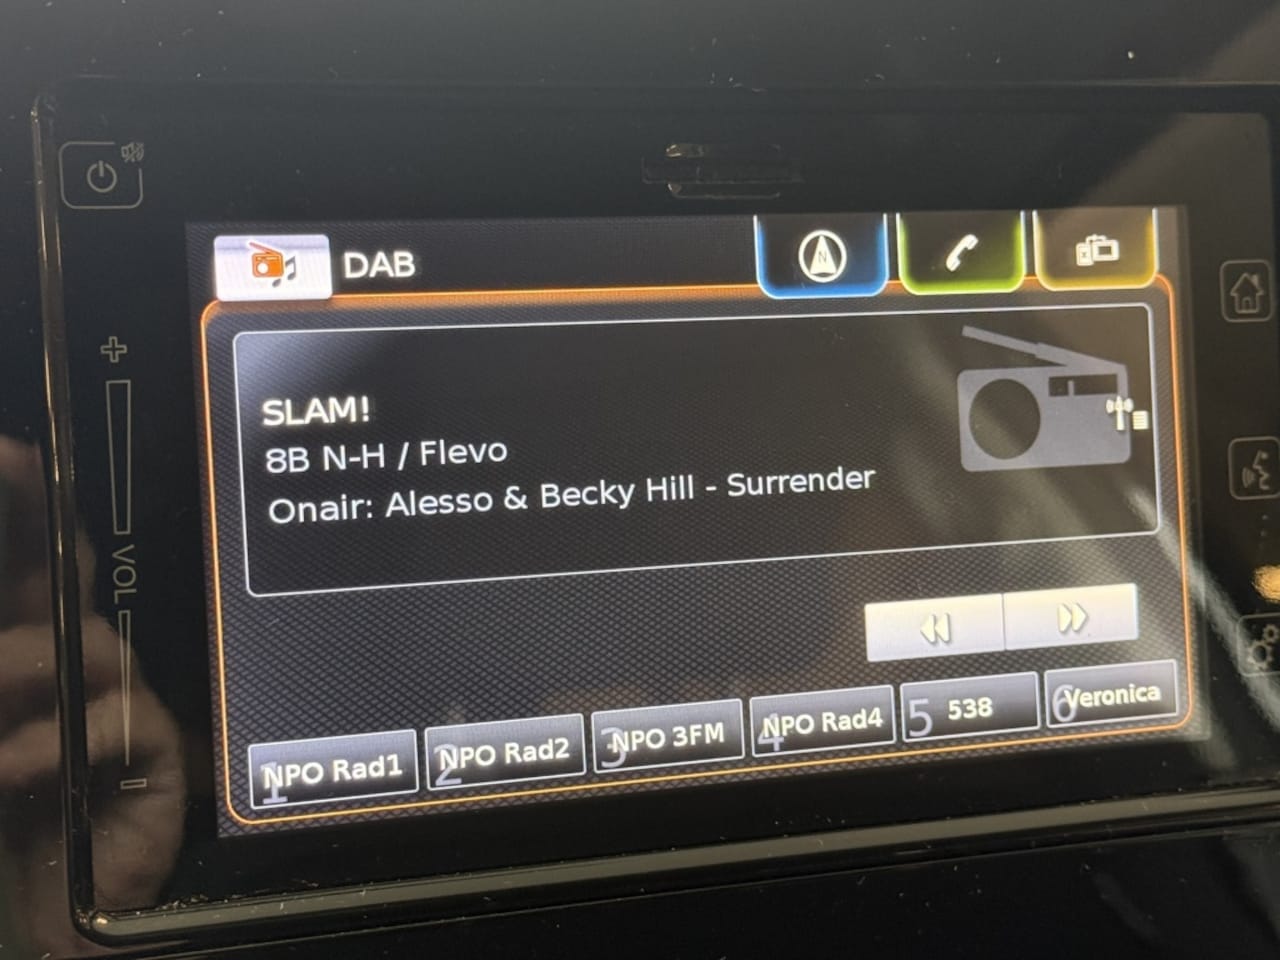 DAB
N
SLAM!
8B N-H / Flevo
Onair: Alesso & Becky Hill - Surrender
VOL
1 NPO Rad1
2 NPO Rad2
3 NPO 3FM
4 NPO Rad4
5 538
6 Veronica